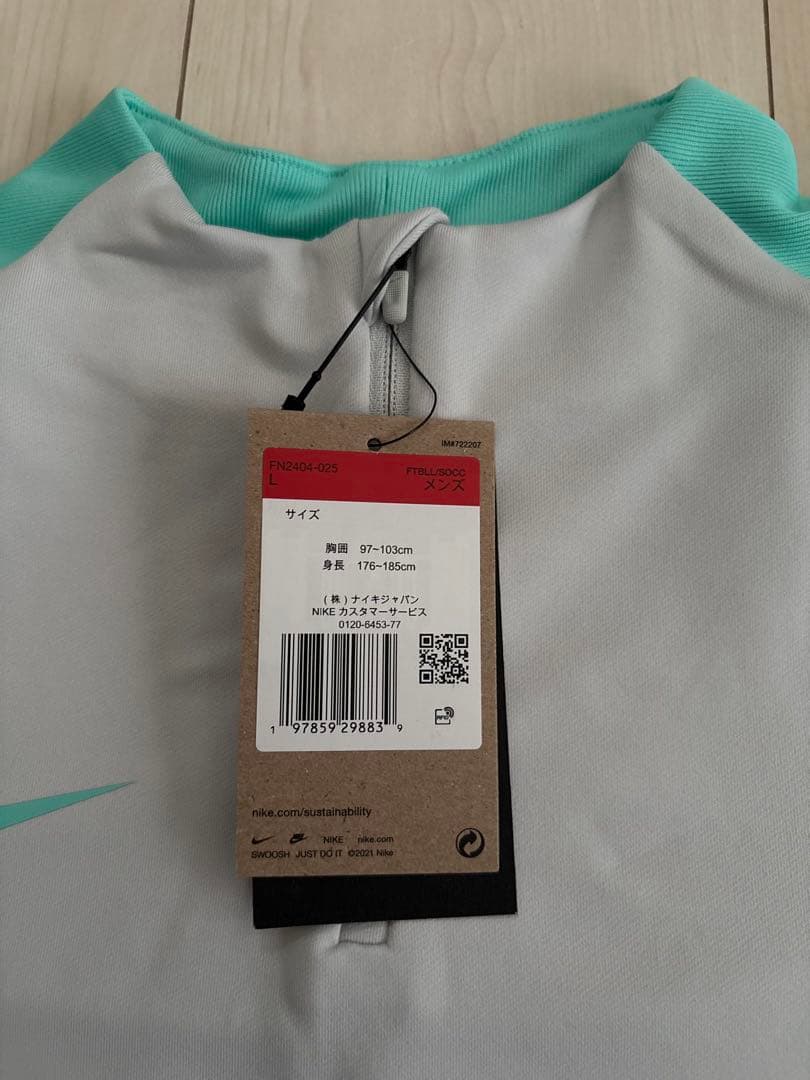 IM#722207
FN2404-025
L
FTBLL/SOCC
メンズ
サイズ
胸囲 97~103cm
身長 176~185cm
(株)ナイキジャパン
NIKE カスタマーサービス
0120-6453-77
1 97859 29883 9
RFID
nike.com/sustainability
NIKE nike.com
SWOOSH JUST DO IT ©2021 Nike